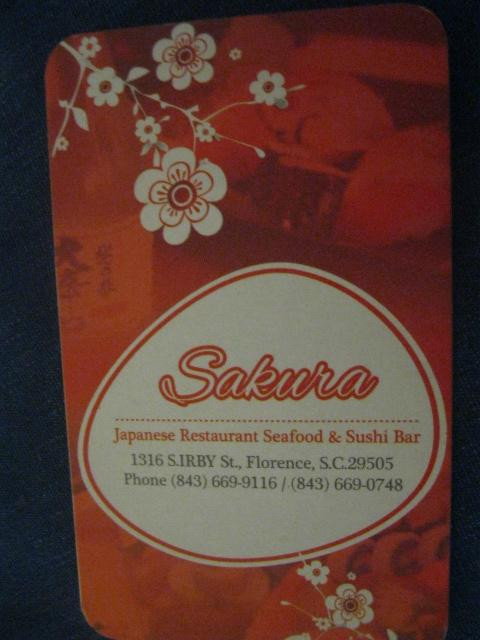 Sakura
Japanese Restaurant Seafood & Sushi Bar
1316 S.IRBY St., Florence, S.C.29505
Phone (843) 669-9116 / (843) 669-0748